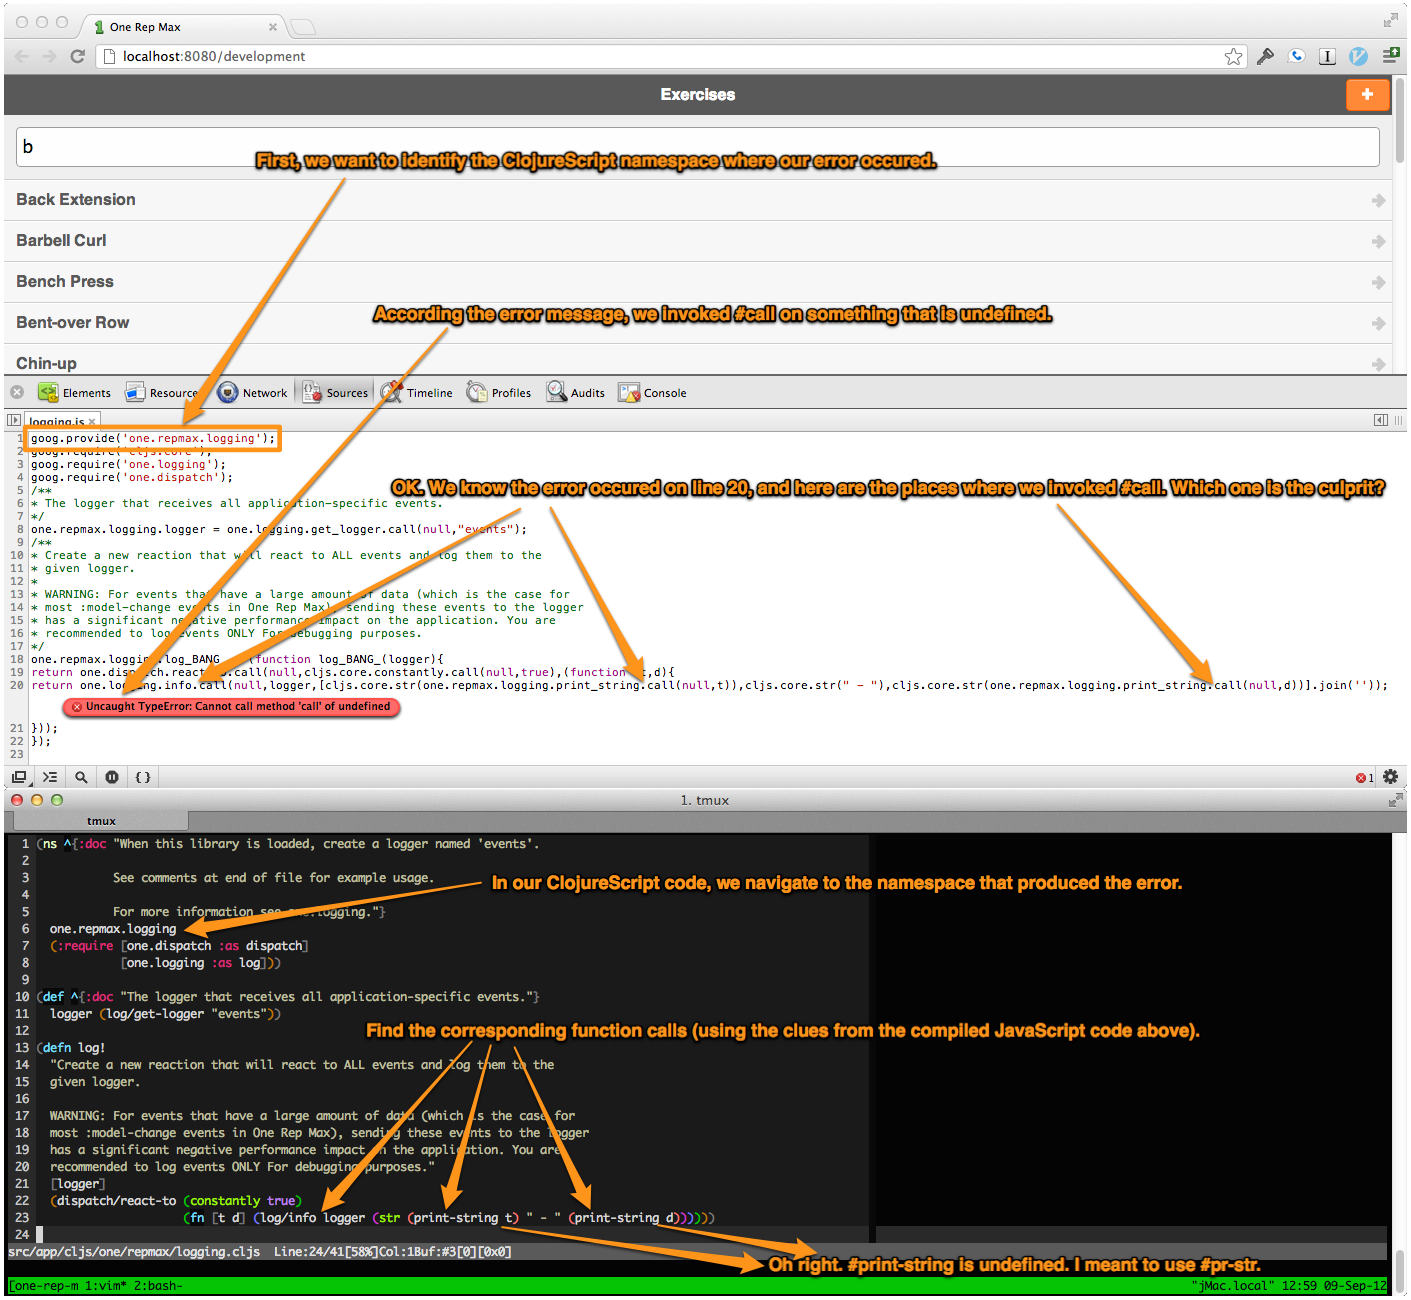 One Rep Max
localhost:8080/development
Exercises
+
b
First, we want to identify the ClojureScript namespace where our error occured.
Back Extension
Barbell Curl
Bench Press
According the error message, we invoked #call on something that is undefined.
Bent-over Row
Chin-up
Elements Resource Network Sources Timeline Profiles Audits Console
logging.js ×
1 goog.provide('one.repmax.logging');
2 goog.require('cljs.core');
3 goog.require('one.logging');
4 goog.require('one.dispatch');
OK. We know the error occured on line 20, and here are the places where we invoked #call. Which one is the culprit?
5 /**
6 * The logger that receives all application-specific events.
7 */
8 one.repmax.logging.logger = one.logging.get_logger.call(null,"events");
9 /**
10 * Create a new reaction that will react to ALL events and log them to the
11 * given logger.
12 *
13 * WARNING: For events that have a large amount of data (which is the case for
14 * most :model-change events in One Rep Max), sending these events to the logger
15 * has a significant negative performance impact on the application. You are
16 * recommended to log events ONLY For debugging purposes.
17 */
18 one.repmax.logging.log_BANG_ (function log_BANG_(logger){
19 return one.dispatch.react_to.call(null,cljs.core.constantly.call(null,true),(function(t,d){
20 return one.logging.info.call(null,logger,[cljs.core.str(one.repmax.logging.print_string.call(null,t)),cljs.core.str(" - "),cljs.core.str(one.repmax.logging.print_string.call(null,d))].join(''));
Uncaught TypeError: Cannot call method 'call' of undefined
21 }));
22 });
23
1
1. tmux
tmux
1 (ns ^{:doc "When this library is loaded, create a logger named 'events'.
2
3 See comments at end of file for example usage.
4
In our ClojureScript code, we navigate to the namespace that produced the error.
5 For more information see one.logging."}
6 one.repmax.logging
7 (:require [one.dispatch :as dispatch]
8 [one.logging :as log]))
9
10 (def ^{:doc "The logger that receives all application-specific events."}
11 logger (log/get-logger "events"))
12
Find the corresponding function calls (using the clues from the compiled JavaScript code above).
13 (defn log!
14 "Create a new reaction that will react to ALL events and log them to the
15 given logger.
16
17 WARNING: For events that have a large amount of data (which is the case for
18 most :model-change events in One Rep Max), sending these events to the logger
19 has a significant negative performance impact on the application. You are
20 recommended to log events ONLY For debugging purposes."
21 [logger]
22 (dispatch/react-to (constantly true)
23 (fn [t d] (log/info logger (str (print-string t) " - " (print-string d))))))
24
src/app/cljs/one/repmax/logging.cljs Line:24/41[58%]Col:1Buf:#3[0][0x0]
Oh right. #print-string is undefined. I meant to use #pr-str.
[one-rep-m 1:vim* 2:bash- "jMac.local" 12:59 09-Sep-12